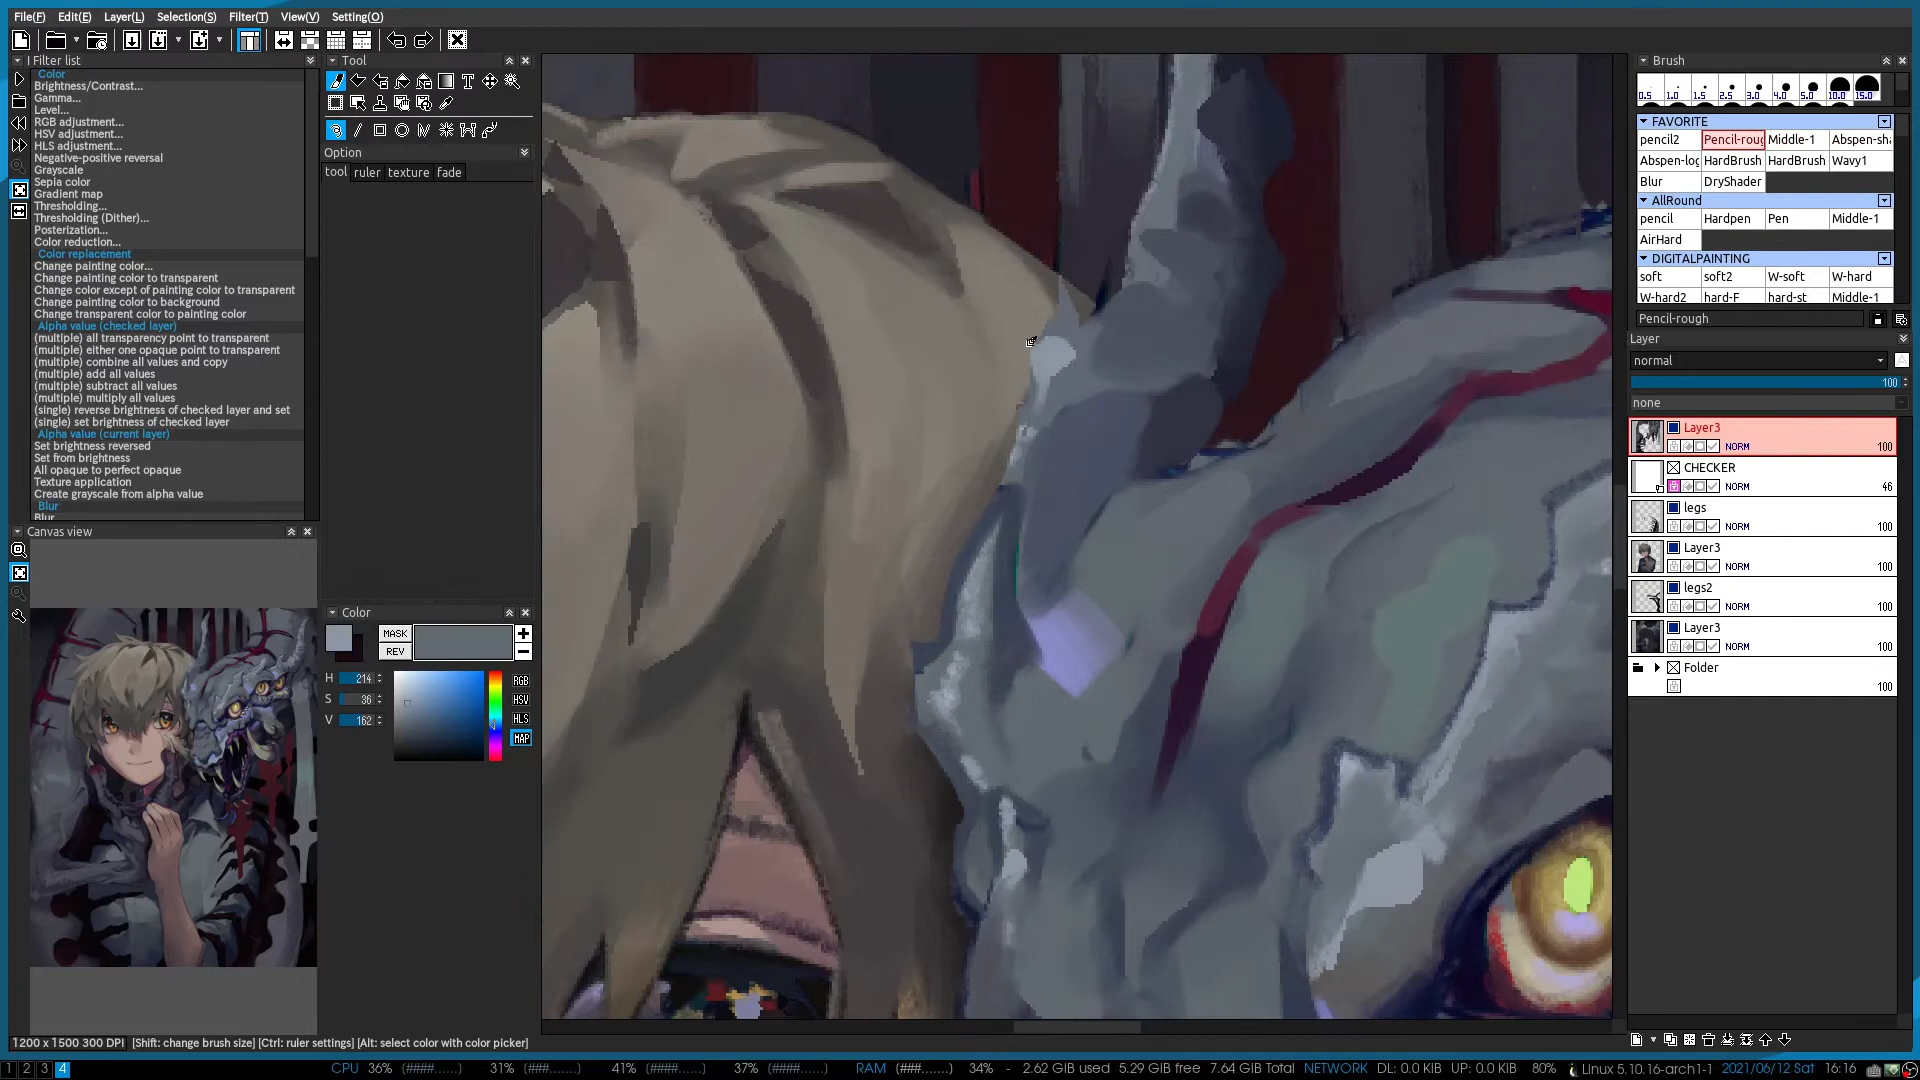 File(F) Edit(E) Layer(L) Selection(S) Filter(T) View(V) Setting(O)
Filter list
Color
Brightness/Contrast...
Gamma...
Level...
RGB adjustment...
HSV adjustment...
HLS adjustment...
Negative-positive reversal
Grayscale
Sepia color
Gradient map
Thresholding...
Thresholding (Dither)...
Posterization...
Color reduction...
Color replacement
Change painting color...
Change painting color to transparent
Change color except of painting color to transparent
Change painting color to background
Change transparent color to painting color
Alpha value (checked layer)
(multiple) all transparency point to transparent
(multiple) either one opaque point to transparent
(multiple) combine all values and copy
(multiple) add all values
(multiple) subtract all values
(multiple) multiply all values
(single) reverse brightness of checked layer and set
(single) set brightness of checked layer
Alpha value (current layer)
Set brightness reversed
Set from brightness
All opaque to perfect opaque
Texture application
Create grayscale from alpha value
Blur
Blur
Canvas view
Tool
Option
tool ruler texture fade
Color
MASK
REV
H 214
S 36
V 162
RGB
HSV
HLS
MAP
Brush
0.5 1.0 1.5 2.5 3.0 4.0 5.0 10.0 15.0
FAVORITE
pencil2 Pencil-roug Middle-1 Abspen-sh
Abspen-log HardBrush HardBrush Wavy1
Blur DryShader
AllRound
pencil Hardpen Pen Middle-1
AirHard
DIGITALPAINTING
soft soft2 W-soft W-hard
W-hard2 hard-F hard-st Middle-1
Pencil-rough
Layer
normal
100
none
Layer3
NORM 100
CHECKER
NORM 46
legs
NORM 100
Layer3
NORM 100
legs2
NORM 100
Layer3
NORM 100
Folder
100
1200 x 1500 300 DPI [Shift: change brush size] [Ctrl: ruler settings] [Alt: select color with color picker]
1 2 3 4 CPU 36% (####......) 31% (###.......) 41% (####......) 37% (####......) RAM (###.......) 34% - 2.62 GIB used 5.29 GIB free 7.64 GIB Total NETWORK DL: 0.0 KIB UP: 0.0 KIB 80% Linux 5.10.16-arch1-1 2021/06/12 Sat 16:16